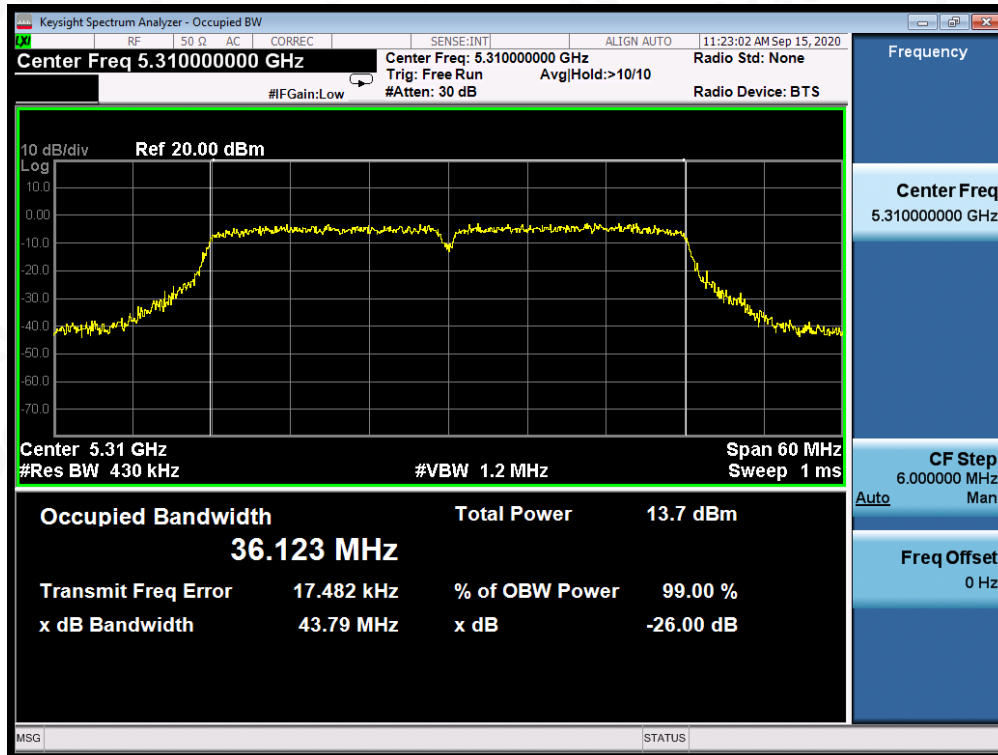 Keysight Spectrum Analyzer - Occupied BW
LXI RF 50 Ω AC CORREC SENSE:INT ALIGN AUTO 11:23:02 AM Sep 15, 2020
Center Freq 5.310000000 GHz
#IFGain:Low
Center Freq: 5.310000000 GHz
Trig: Free Run Avg|Hold:>10/10
#Atten: 30 dB
Radio Std: None
Radio Device: BTS
10 dB/div Ref 20.00 dBm
Log
10.0
0.00
-10.0
-20.0
-30.0
-40.0
-50.0
-60.0
-70.0
Center 5.31 GHz Span 60 MHz
#Res BW 430 kHz #VBW 1.2 MHz Sweep 1 ms
Occupied Bandwidth Total Power 13.7 dBm
36.123 MHz
Transmit Freq Error 17.482 kHz % of OBW Power 99.00 %
x dB Bandwidth 43.79 MHz x dB -26.00 dB
MSG STATUS
Frequency
Center Freq
5.310000000 GHz
CF Step
6.000000 MHz
Auto Man
Freq Offset
0 Hz